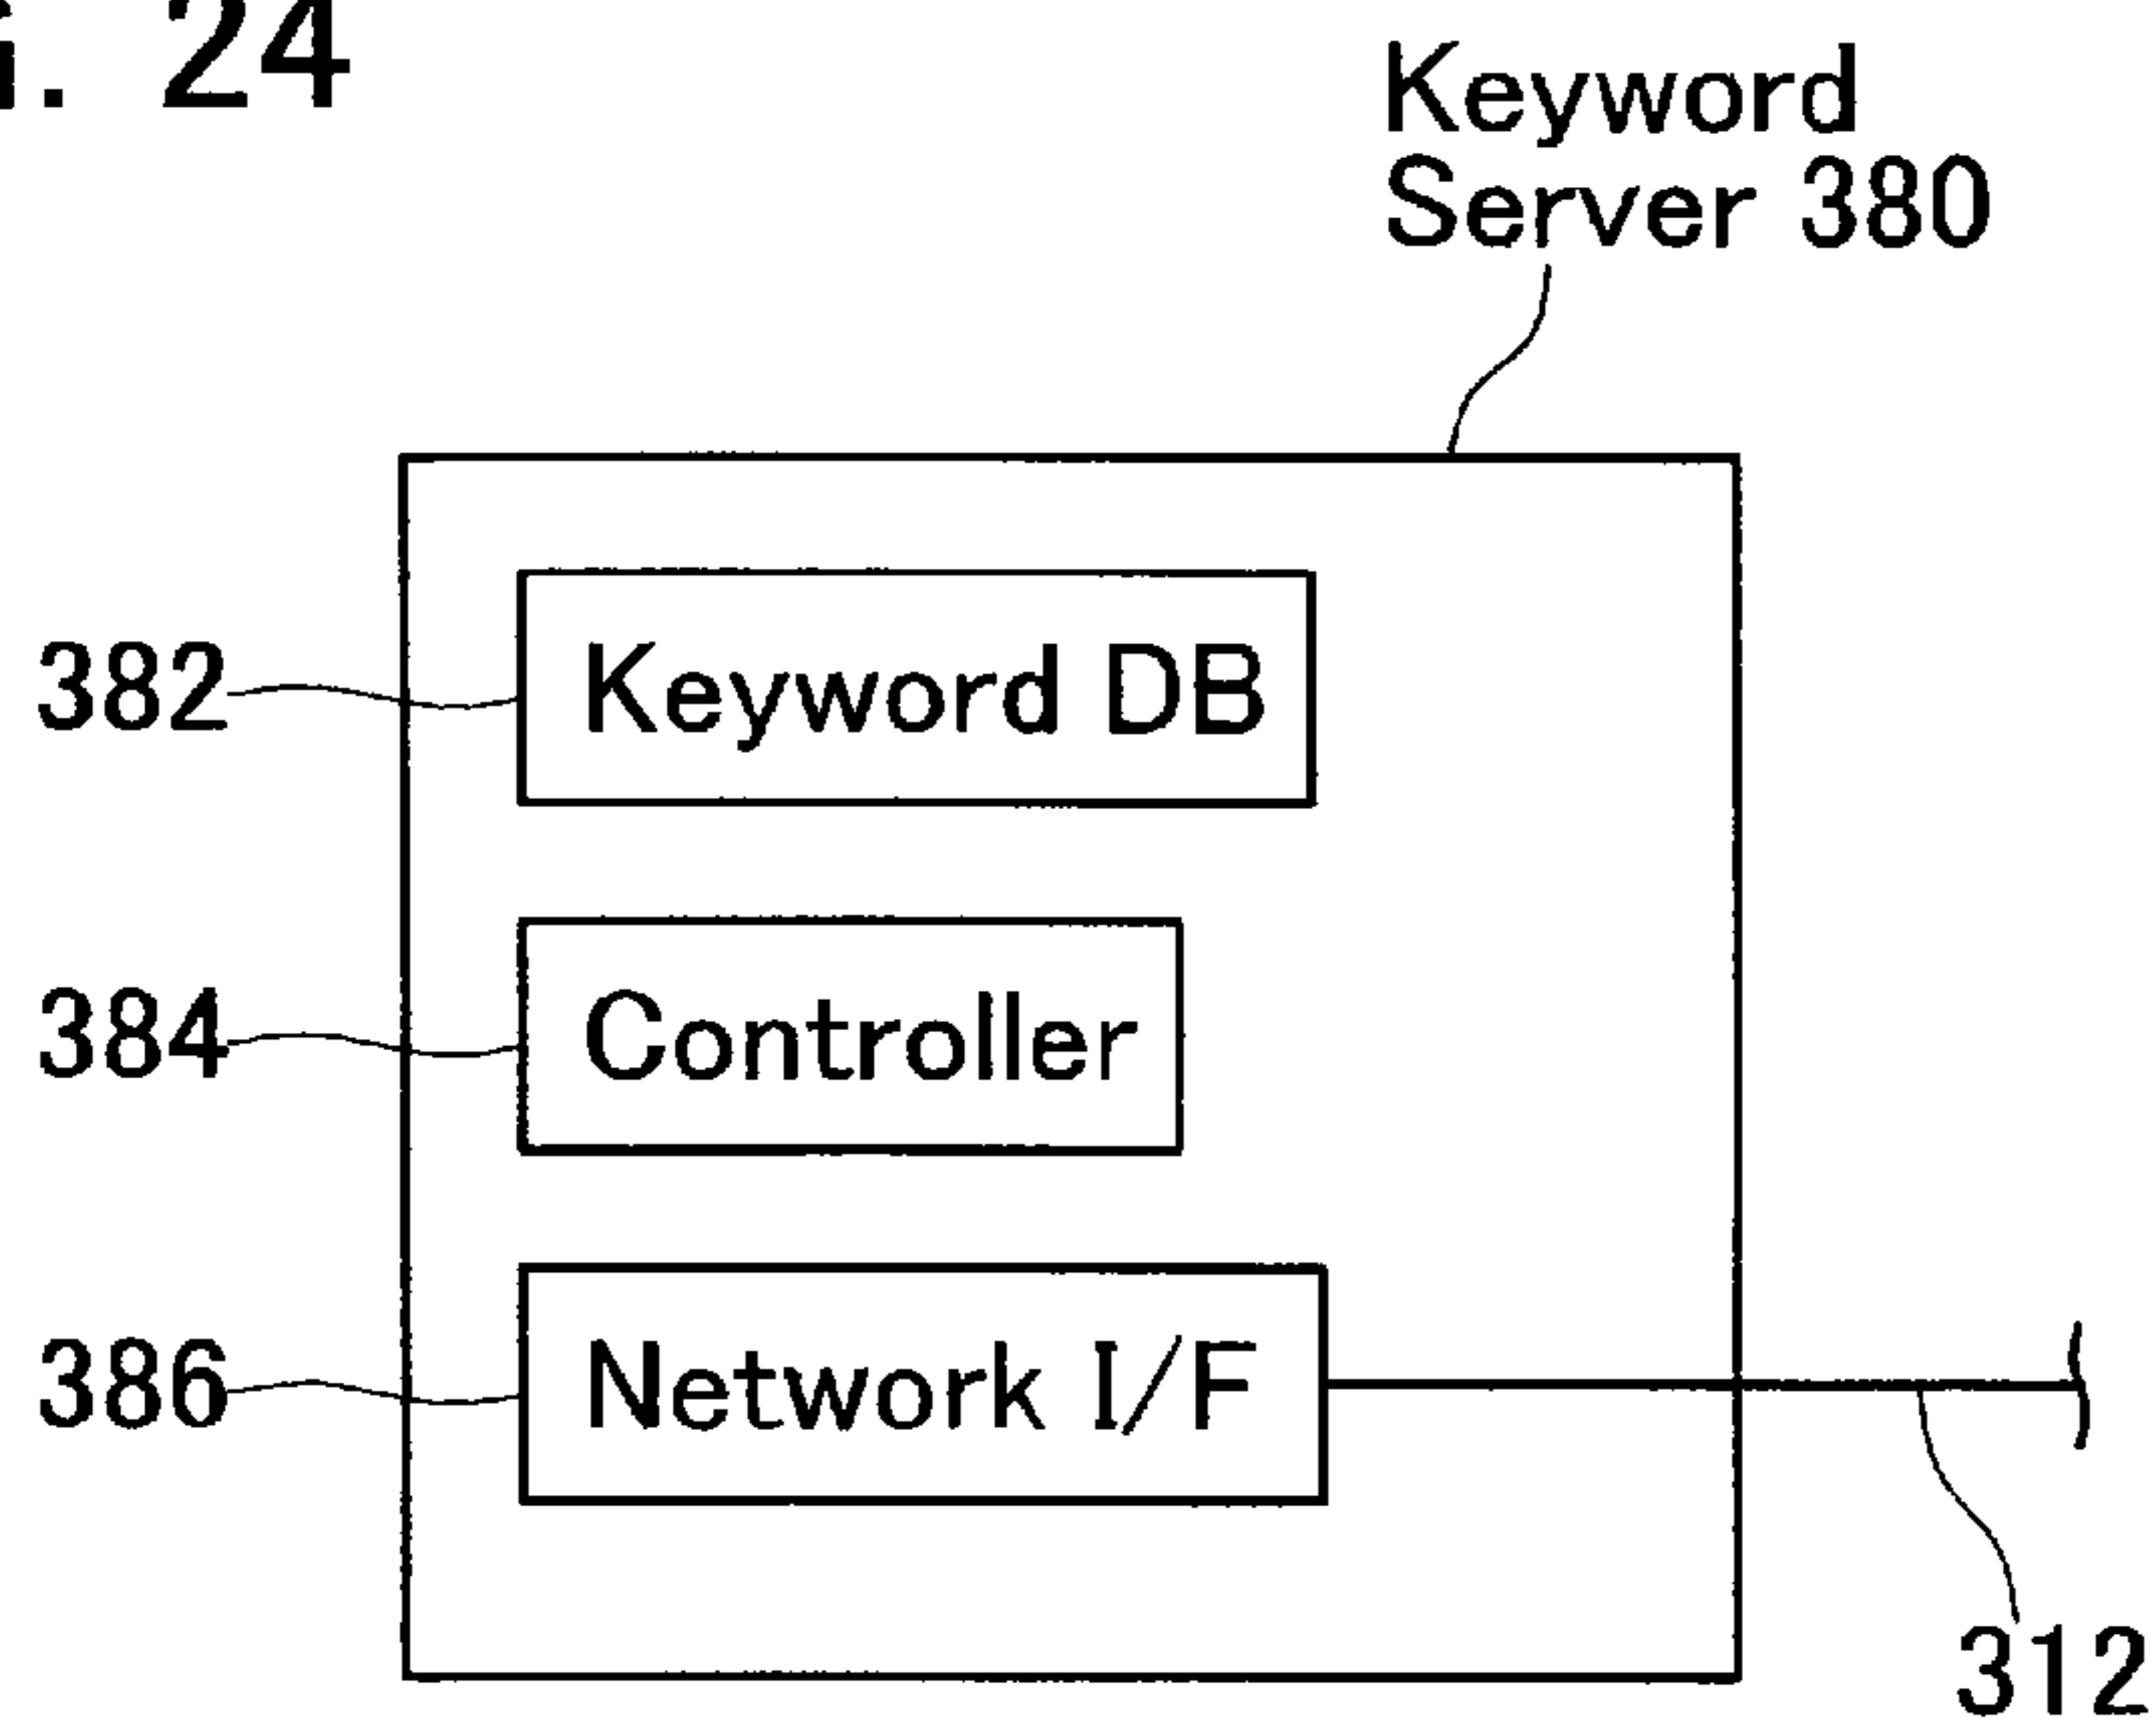 G. 24
Keyword
Server 380
382
Keyword DB
384
Controller
386
Network I/F
312